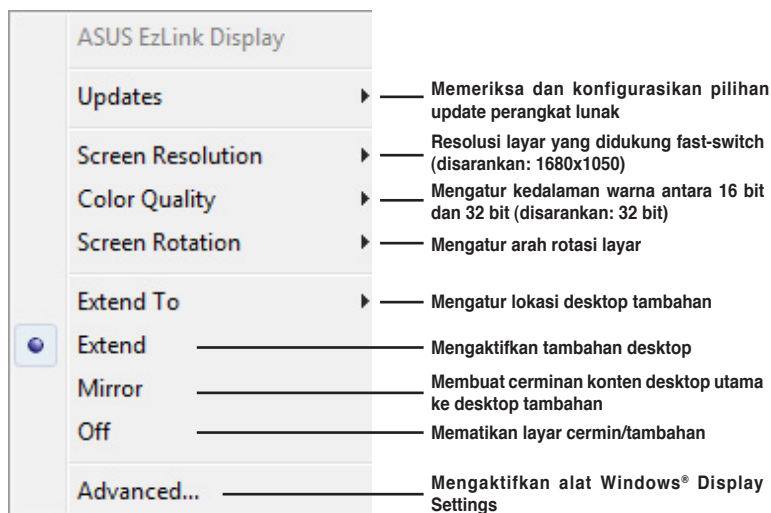 ASUS EzLink Display
Updates
Memeriksa dan konfigurasikan pilihan
update perangkat lunak
Screen Resolution
Resolusi layar yang didukung fast-switch
(disarankan: 1680x1050)
Color Quality
Mengatur kedalaman warna antara 16 bit
dan 32 bit (disarankan: 32 bit)
Screen Rotation
Mengatur arah rotasi layar
Extend To
Mengatur lokasi desktop tambahan
Extend
Mengaktifkan tambahan desktop
Mirror
Membuat cerminan konten desktop utama
ke desktop tambahan
Off
Mematikan layar cermin/tambahan
Advanced...
Mengaktifkan alat Windows® Display
Settings